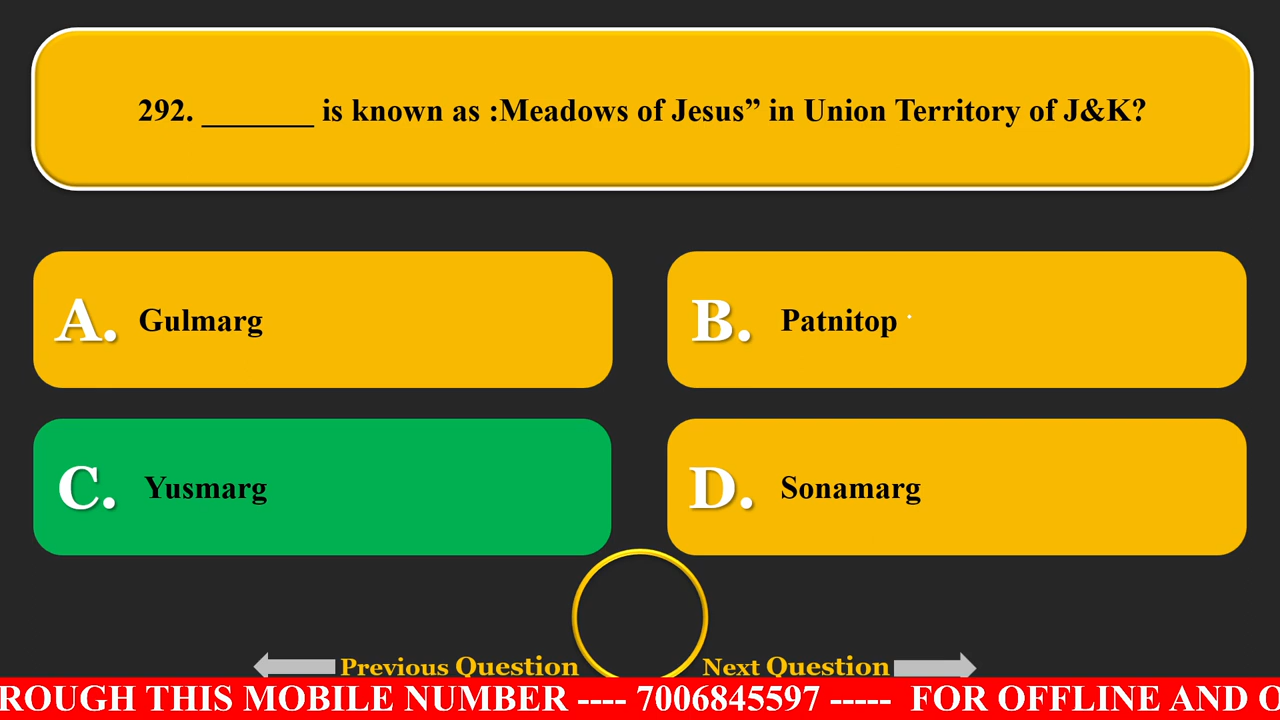 292. _______ is known as :Meadows of Jesus” in Union Territory of J&K?
A. Gulmarg
B. Patnitop
C. Yusmarg
D. Sonamarg
Previous Question
Next Question
ROUGH THIS MOBILE NUMBER ---- 7006845597 ----- FOR OFFLINE AND O